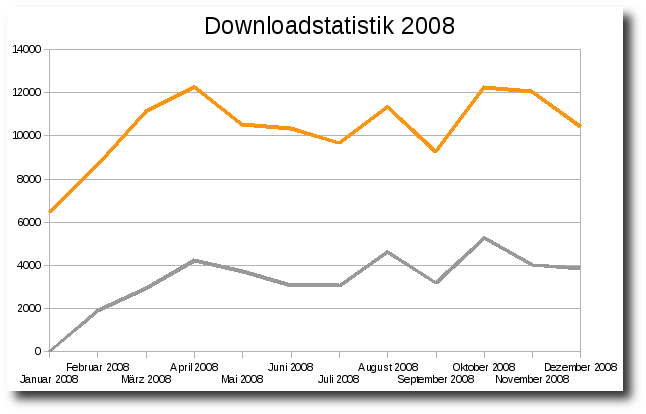 Downloadstatistik 2008
14000
12000
10000
8000
6000
4000
2000
0
Januar 2008
Februar 2008
März 2008
April 2008
Mai 2008
Juni 2008
Juli 2008
August 2008
September 2008
Oktober 2008
November 2008
Dezember 2008